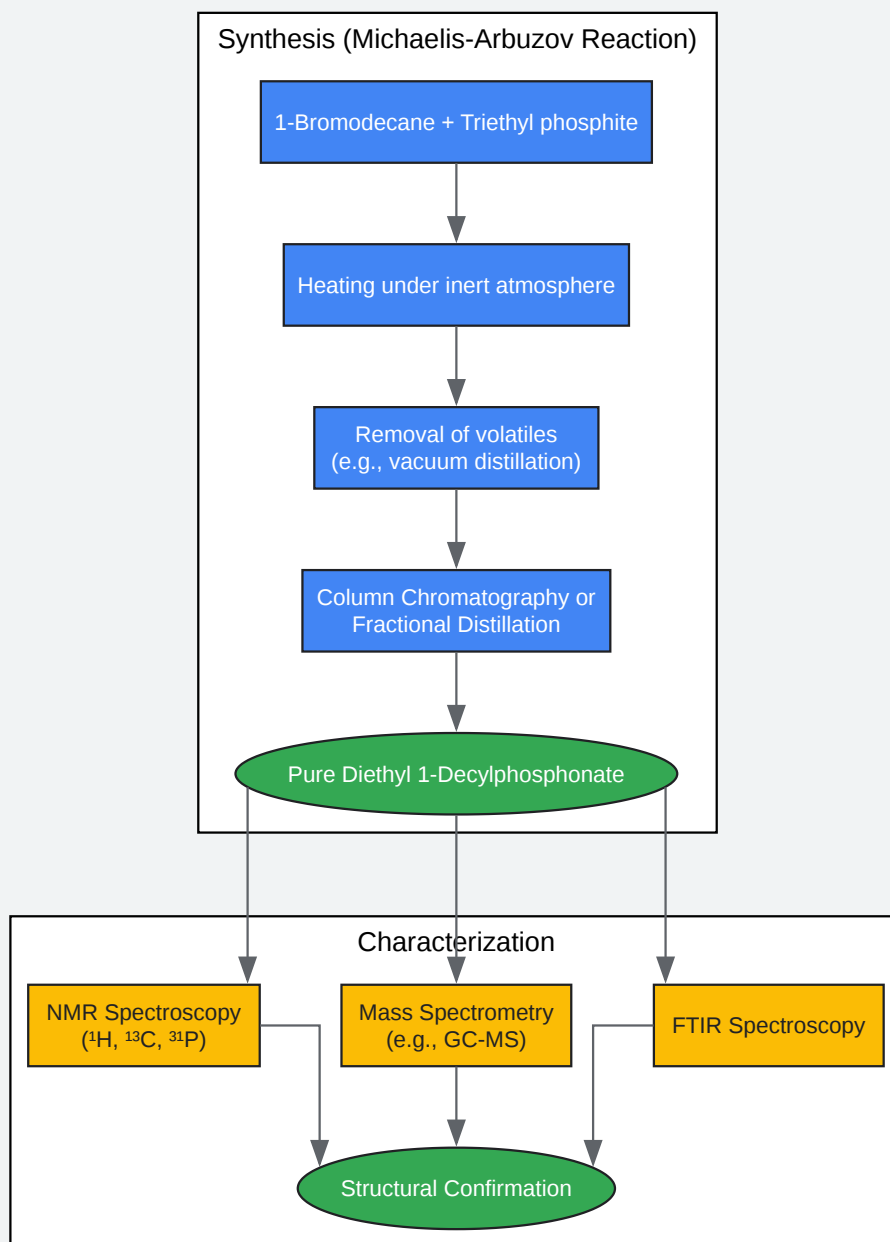 Synthesis (Michaelis-Arbuzov Reaction)
1-Bromodecane + Triethyl phosphite
Heating under inert atmosphere
Removal of volatiles
(e.g., vacuum distillation)
Column Chromatography or
Fractional Distillation
Pure Diethyl 1-Decylphosphonate
Characterization
NMR Spectroscopy
(¹H, ¹³C, ³¹P)
Mass Spectrometry
(e.g., GC-MS)
FTIR Spectroscopy
Structural Confirmation